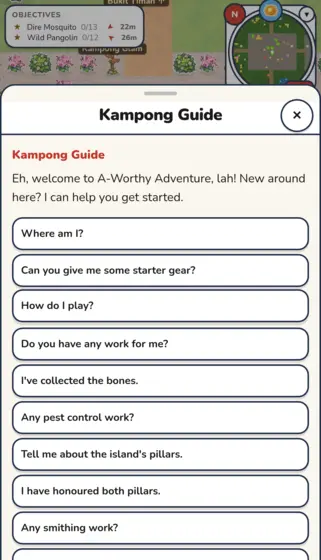 Bukit Timah
OBJECTIVES
★ Dire Mosquito 0/13 ▲ 22m
★ Wild Pangolin 0/12 ▼ 26m
Kampong Glam
N
Kampong Guide
×
Kampong Guide
Eh, welcome to A-Worthy Adventure, lah! New around
here? I can help you get started.
Where am I?
Can you give me some starter gear?
How do I play?
Do you have any work for me?
I've collected the bones.
Any pest control work?
Tell me about the island's pillars.
I have honoured both pillars.
Any smithing work?